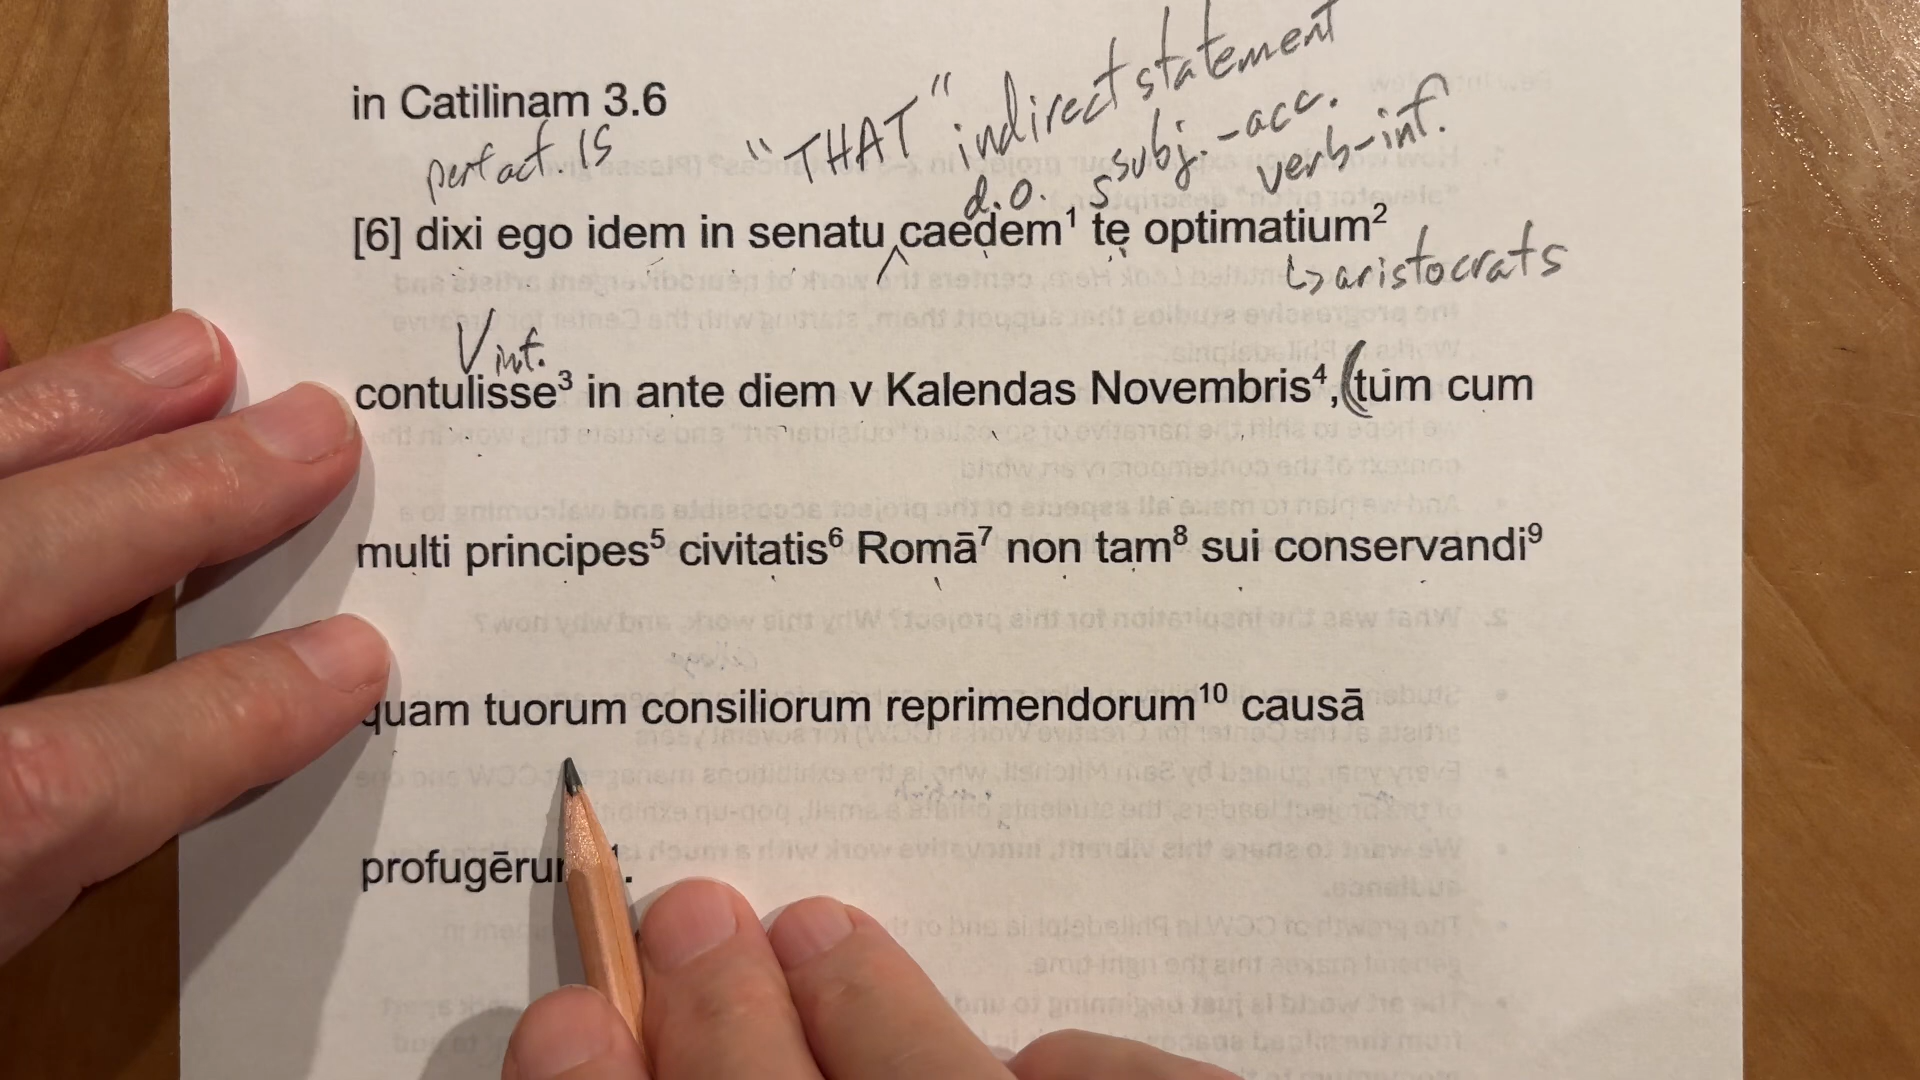 in Catilinam 3.6
perf act. 1S
"THAT" indirect statement
subj.-acc.
verb-inf.
d.o. S
[6] dixi ego idem in senatu caedem¹ te optimatium²
↳ aristocrats
V inf.
contulisse³ in ante diem v Kalendas Novembris⁴, (tum cum
multi principes⁵ civitatis⁶ Romā⁷ non tam⁸ sui conservandi⁹
quam tuorum consiliorum reprimendorum¹⁰ causā